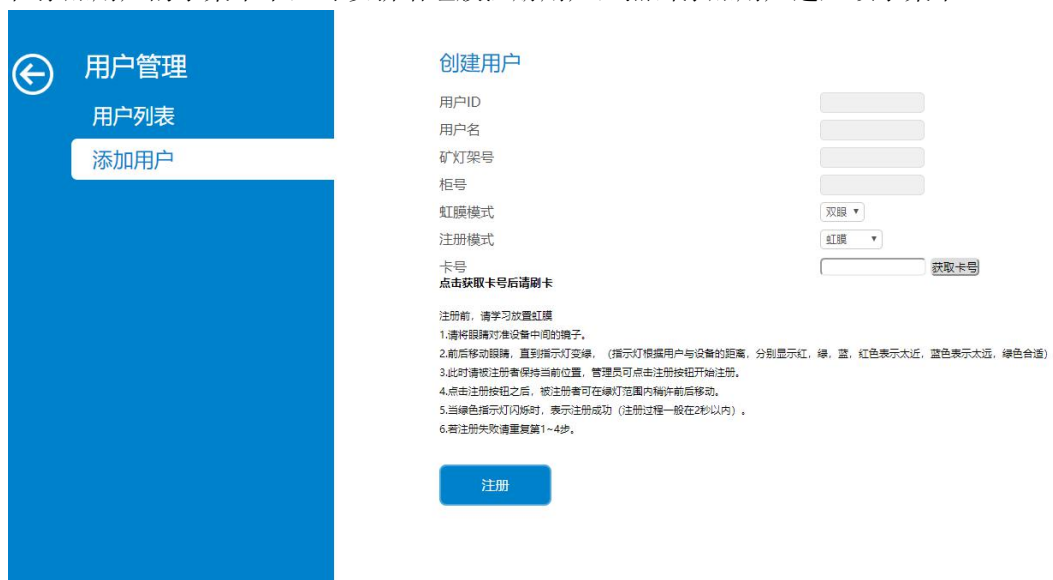 用户管理
用户列表
添加用户
创建用户
用户ID
用户名
矿灯架号
柜号
虹膜模式 双眼
注册模式 虹膜
卡号 获取卡号
点击获取卡号后请刷卡
注册前，请学习放置虹膜
1.请将眼睛对准设备中间的镜子。
2.前后移动眼睛，直到指示灯变绿，（指示灯根据用户与设备的距离，分别显示红，绿，蓝，红色表示太近，蓝色表示太远，绿色合适）
3.此时请被注册者保持当前位置，管理员可点击注册按钮开始注册。
4.点击注册按钮之后，被注册者可在绿灯范围内稍许前后移动。
5.当绿色指示灯闪烁时，表示注册成功（注册过程一般在2秒以内）。
6.若注册失败请重复第1~4步。
注册